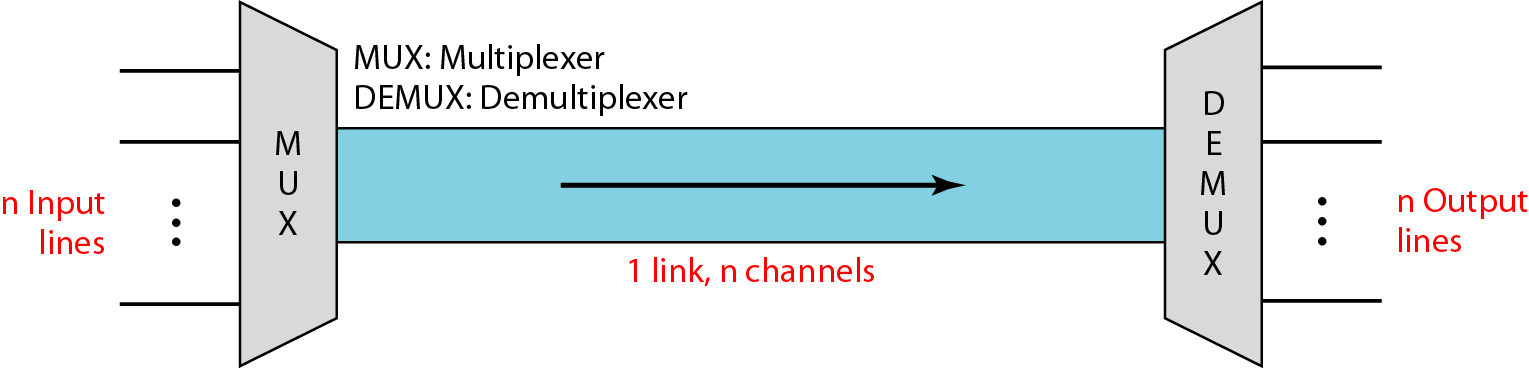 MUX: Multiplexer
DEMUX: Demultiplexer
M
U
X
D
E
M
U
X
n Input
lines
n Output
lines
1 link, n channels